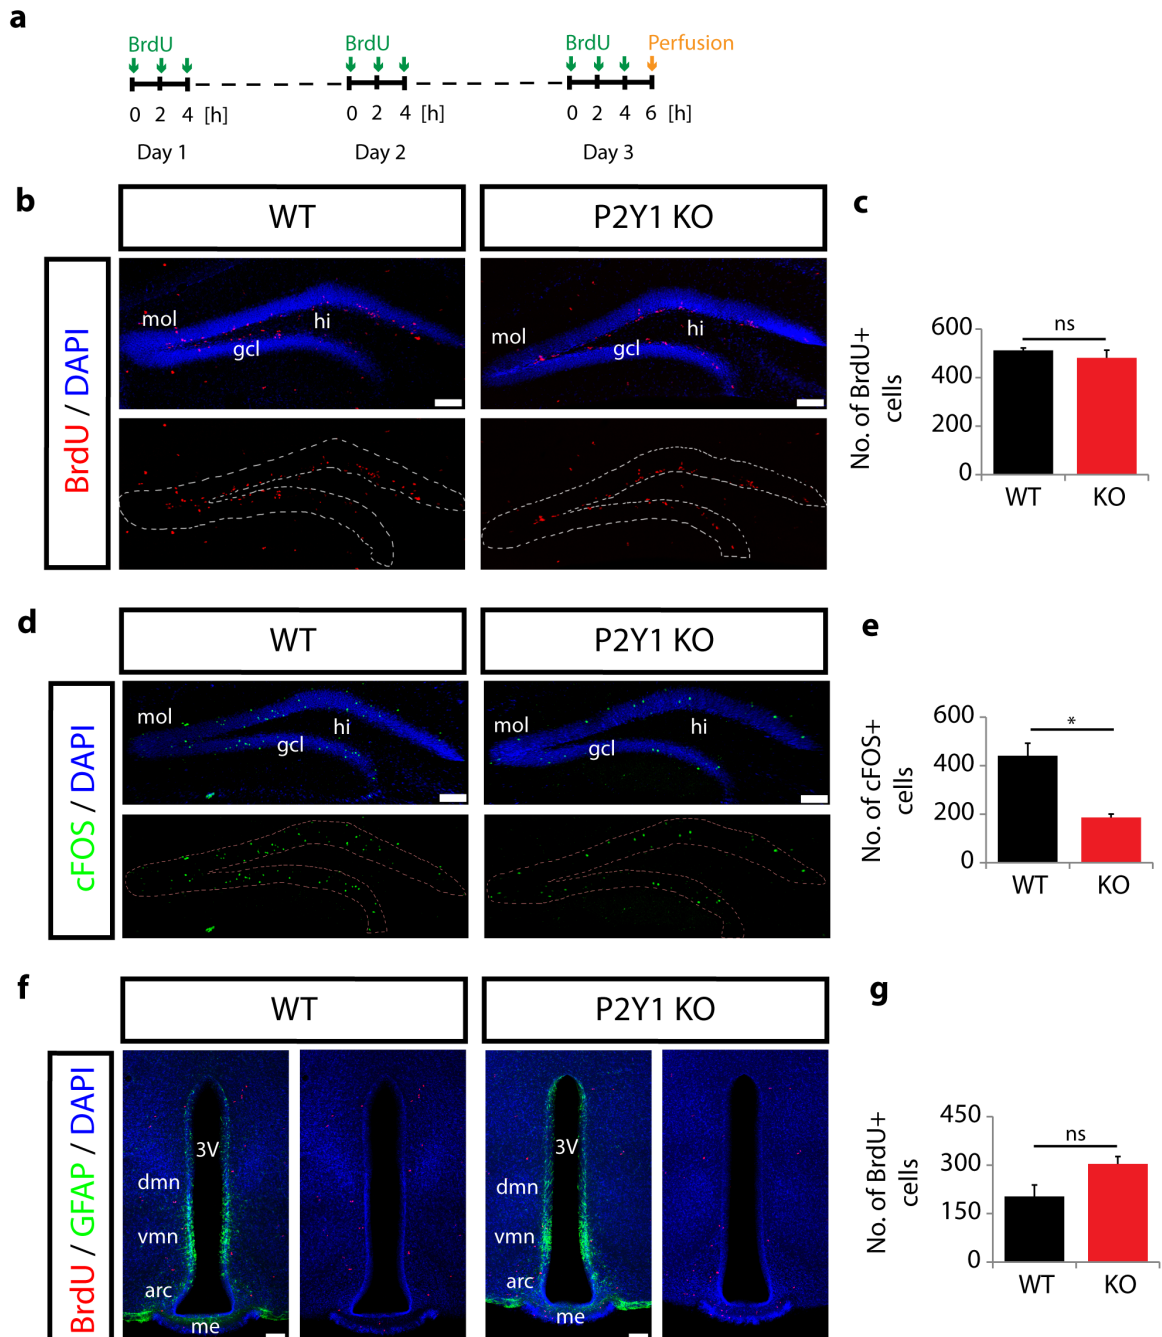 a
BrdU BrdU BrdU Perfusion
0 2 4 [h] 0 2 4 [h] 0 2 4 6 [h]
Day 1 Day 2 Day 3
b
WT P2Y1 KO
BrdU / DAPI
mol hi gcl
mol hi gcl
c
No. of BrdU+
cells
600
400
200
0
ns
WT KO
d
WT P2Y1 KO
cFOS / DAPI
mol hi gcl
mol hi gcl
e
No. of cFOS+
cells
600
400
200
0
*
WT KO
f
WT P2Y1 KO
BrdU / GFAP / DAPI
3V
dmn
vmn
arc
me
3V
dmn
vmn
arc
me
g
No. of BrdU+
cells
450
300
150
0
ns
WT KO